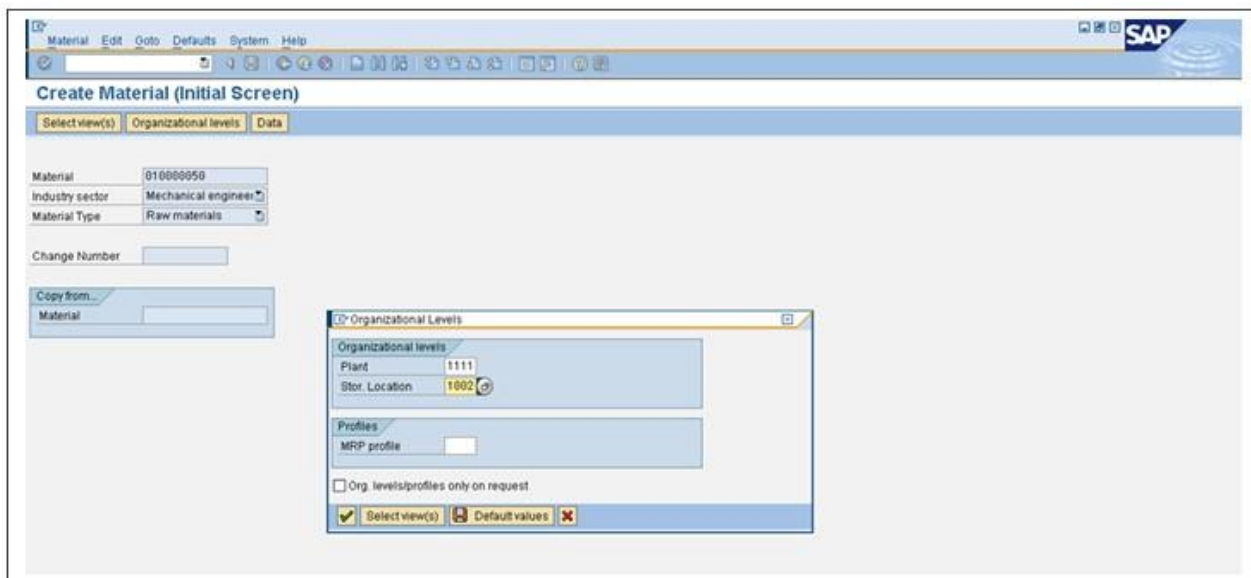 Material Edit Goto Defaults System Help
SAP
Create Material (Initial Screen)
Select view(s) Organizational levels Data
Material 010000050
Industry sector Mechanical engineer
Material Type Raw materials
Change Number
Copy from...
Material
Organizational Levels
Organizational levels
Plant 1111
Stor. Location 1002
Profiles
MRP profile
Org. levels/profiles only on request
Select view(s) Default values